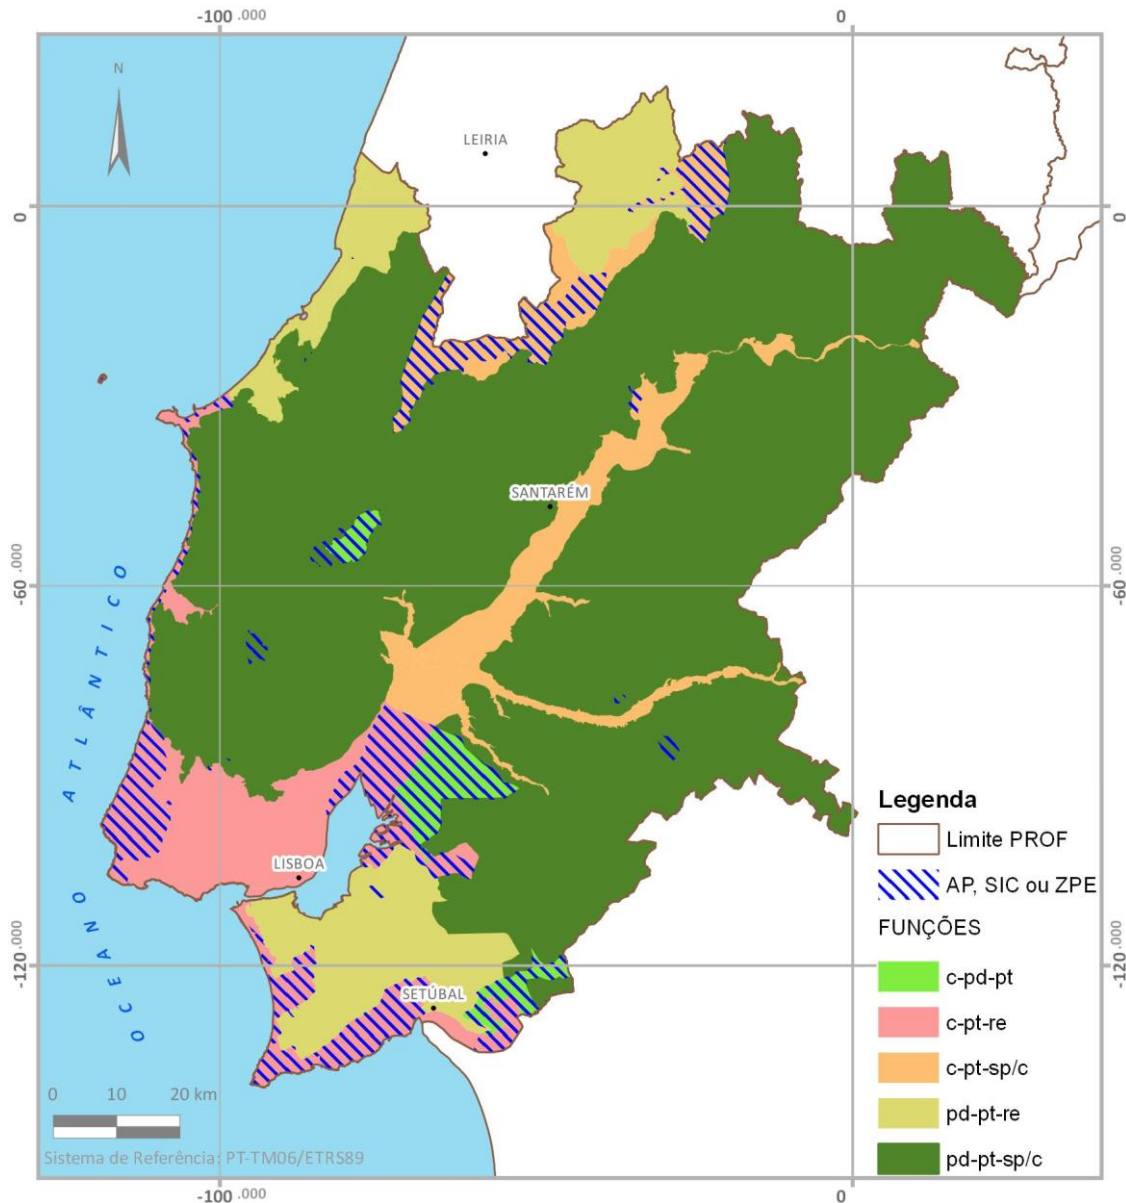 -100.000
0
N
LEIRIA
0
0
SANTARÉM
-60.000
-60.000
OCEANO ATLÂNTICO
LISBOA
-120.000
-120.000
SETÚBAL
Legenda
Limite PROF
AP, SIC ou ZPE
FUNÇÕES
c-pd-pt
c-pt-re
c-pt-sp/c
pd-pt-re
pd-pt-sp/c
0 10 20 km
Sistema de Referência: PT-TM06/ETRS89
-100.000
0